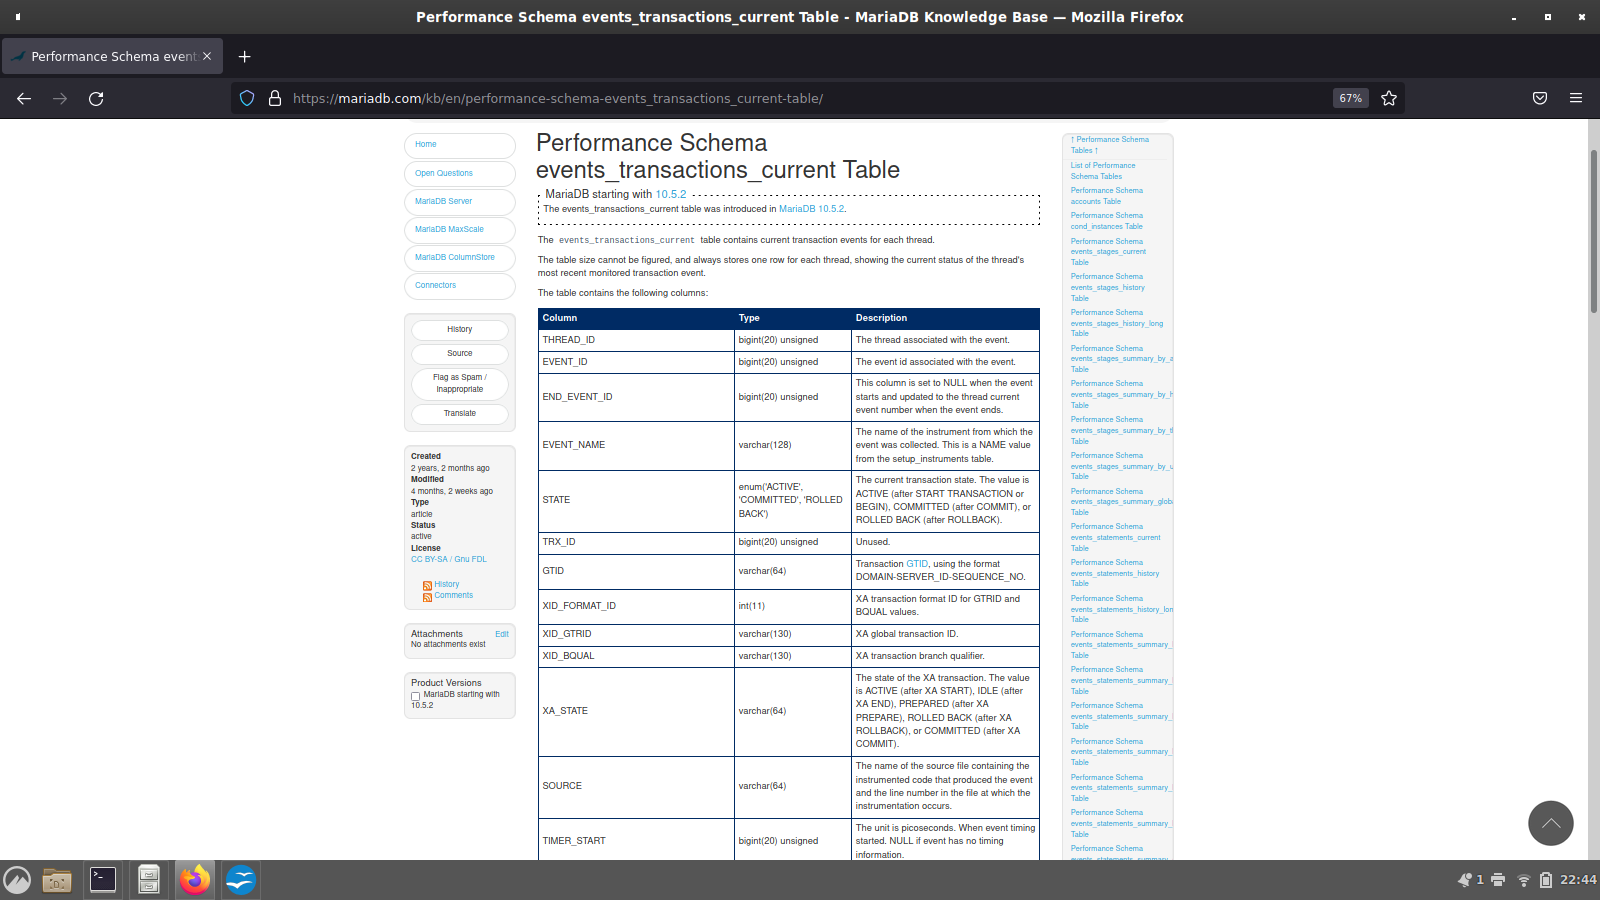 Performance Schema events_transactions_current Table - MariaDB Knowledge Base — Mozilla Firefox
Performance Schema event
https://mariadb.com/kb/en/performance-schema-events_transactions_current-table/
67%
Home
Open Questions
MariaDB Server
MariaDB MaxScale
MariaDB ColumnStore
Connectors
History
Source
Flag as Spam /
Inappropriate
Translate
Created
2 years, 2 months ago
Modified
4 months, 2 weeks ago
Type
article
Status
active
License
CC BY-SA / Gnu FDL
History
Comments
Attachments Edit
No attachments exist
Product Versions
MariaDB starting with
10.5.2
Performance Schema
events_transactions_current Table
MariaDB starting with 10.5.2
The events_transactions_current table was introduced in MariaDB 10.5.2.
The events_transactions_current table contains current transaction events for each thread.
The table size cannot be figured, and always stores one row for each thread, showing the current status of the thread's
most recent monitored transaction event.
The table contains the following columns:
Column Type Description
THREAD_ID bigint(20) unsigned The thread associated with the event.
EVENT_ID bigint(20) unsigned The event id associated with the event.
END_EVENT_ID bigint(20) unsigned This column is set to NULL when the event
starts and updated to the thread current
event number when the event ends.
EVENT_NAME varchar(128) The name of the instrument from which the
event was collected. This is a NAME value
from the setup_instruments table.
STATE enum('ACTIVE',
'COMMITTED', 'ROLLED
BACK') The current transaction state. The value is
ACTIVE (after START TRANSACTION or
BEGIN), COMMITTED (after COMMIT), or
ROLLED BACK (after ROLLBACK).
TRX_ID bigint(20) unsigned Unused.
GTID varchar(64) Transaction GTID, using the format
DOMAIN-SERVER_ID-SEQUENCE_NO.
XID_FORMAT_ID int(11) XA transaction format ID for GTRID and
BQUAL values.
XID_GTRID varchar(130) XA global transaction ID.
XID_BQUAL varchar(130) XA transaction branch qualifier.
XA_STATE varchar(64) The state of the XA transaction. The value
is ACTIVE (after XA START), IDLE (after
XA END), PREPARED (after XA
PREPARE), ROLLED BACK (after XA
ROLLBACK), or COMMITTED (after XA
COMMIT).
SOURCE varchar(64) The name of the source file containing the
instrumented code that produced the event
and the line number in the file at which the
instrumentation occurs.
TIMER_START bigint(20) unsigned The unit is picoseconds. When event timing
started. NULL if event has no timing
information.
↑ Performance Schema
Tables ↑
List of Performance
Schema Tables
Performance Schema
accounts Table
Performance Schema
cond_instances Table
Performance Schema
events_stages_current
Table
Performance Schema
events_stages_history
Table
Performance Schema
events_stages_history_long
Table
Performance Schema
events_stages_summary_by_a
Table
Performance Schema
events_stages_summary_by_h
Table
Performance Schema
events_stages_summary_by_t
Table
Performance Schema
events_stages_summary_by_u
Table
Performance Schema
events_stages_summary_globa
Table
Performance Schema
events_statements_current
Table
Performance Schema
events_statements_history
Table
Performance Schema
events_statements_history_lon
Table
Performance Schema
events_statements_summary_
Table
Performance Schema
events_statements_summary_
Table
Performance Schema
events_statements_summary_
Table
Performance Schema
events_statements_summary_
Table
Performance Schema
events_statements_summary_
Table
Performance Schema
events_statements_summary_
Table
Performance Schema
events_statements_summary_
1
22:44